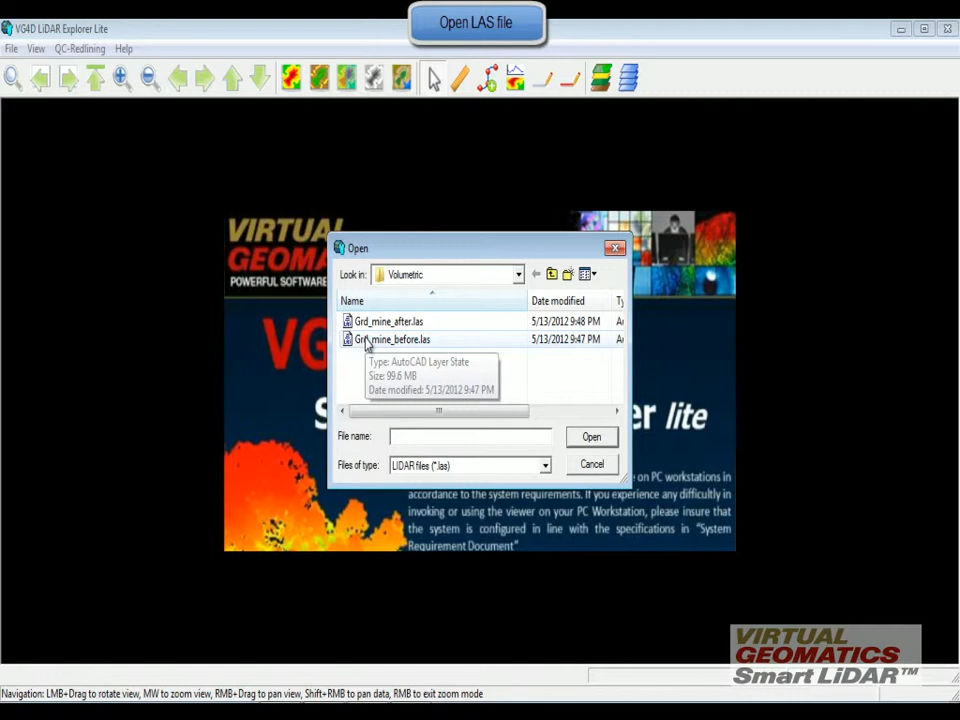 Open LAS file
VG4D LiDAR Explorer Lite
File View QC-Redlining Help
VIRTUAL
GEOMA
POWERFUL SOFTWARE
Open
Look in: Volumetric
Name Date modified Ty
Grd_mine_after.las 5/13/2012 9:48 PM Au
Grd_mine_before.las 5/13/2012 9:47 PM Au
Type: AutoCAD Layer State
Size: 99.6 MB
Date modified: 5/13/2012 9:47 PM
File name: Open
Files of type: LIDAR files (*.las) Cancel
VG
S er lite
e on PC workstations in
accordance to the system requirements. If you experience any difficultly in
invoking or using the viewer on your PC Workstation, please insure that
the system is configured in line with the specifications in "System
Requirement Document"
VIRTUAL
GEOMATICS
Smart LiDAR™
Navigation: LMB+Drag to rotate view, MW to zoom view, RMB+Drag to pan view, Shift+RMB to pan data, RMB to exit zoom mode